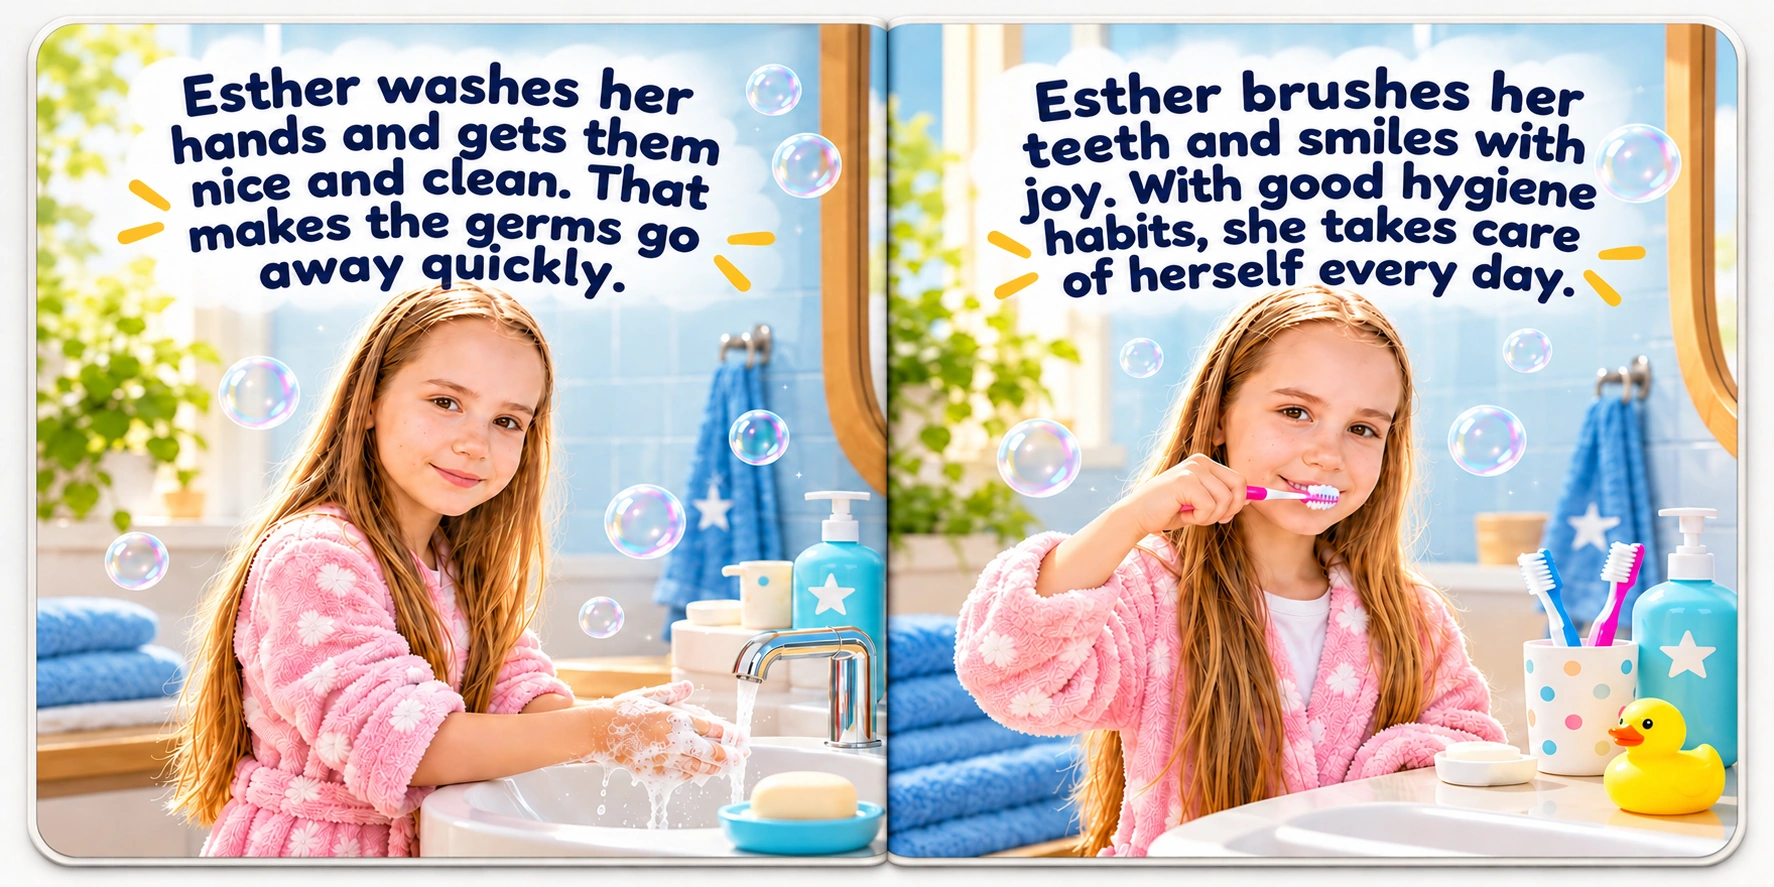 Esther washes her
hands and gets them
nice and clean. That
makes the germs go
away quickly.
Esther brushes her
teeth and smiles with
joy. With good hygiene
habits, she takes care
of herself every day.